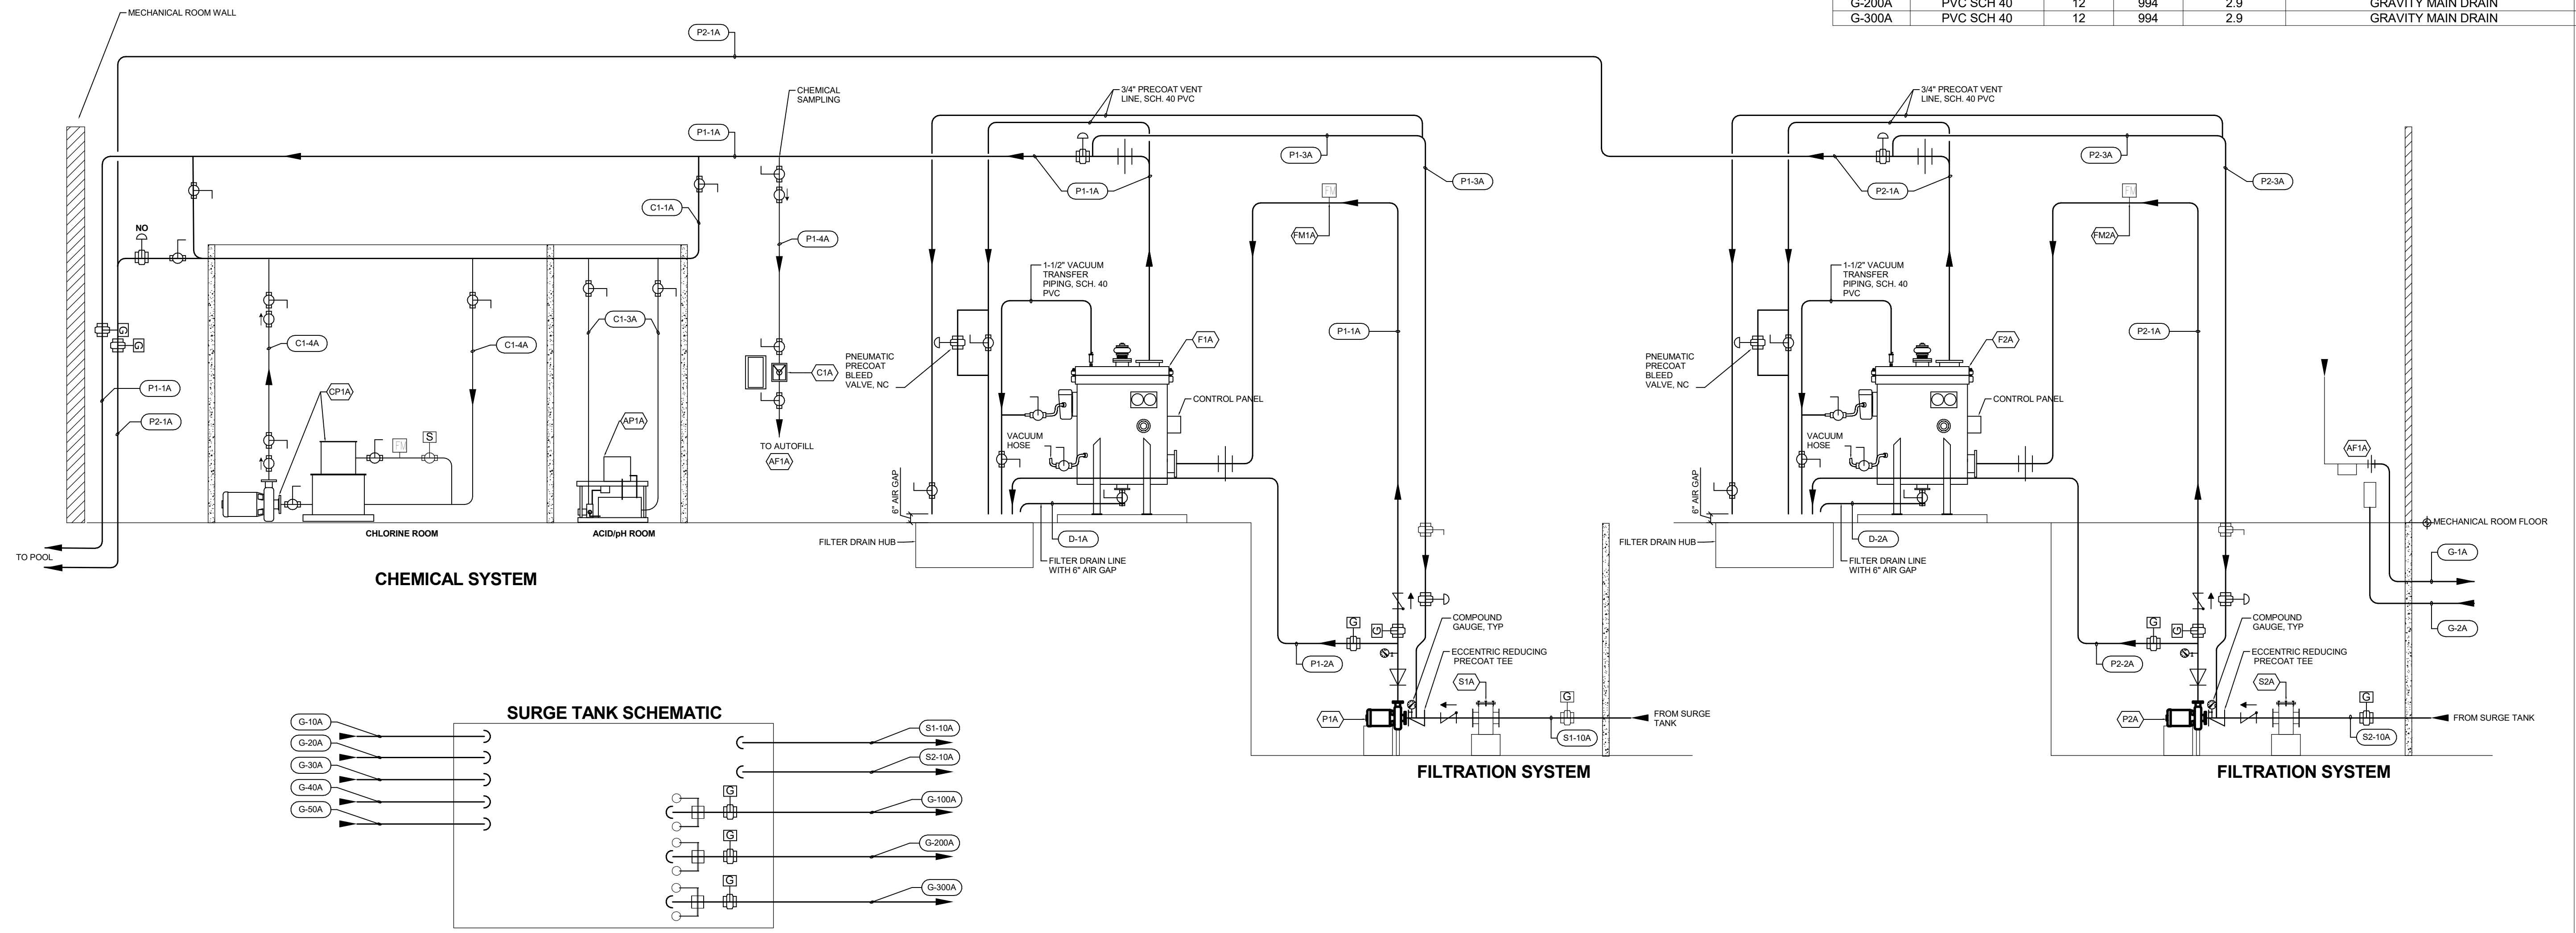 G-200A PVC SCH 40 12 994 2.9 GRAVITY MAIN DRAIN
G-300A PVC SCH 40 12 994 2.9 GRAVITY MAIN DRAIN
MECHANICAL ROOM WALL
P2-1A
CHEMICAL
SAMPLING
P1-1A
C1-1A
P1-4A
NO
G
G
P1-1A
P2-1A
TO POOL
C1-4A
C1-4A
CP1A
FM
S
CHLORINE ROOM
C1-3A
AP1A
ACID/pH ROOM
CHEMICAL SYSTEM
C1A
TO AUTOFILL
AF1A
3/4" PRECOAT VENT
LINE, SCH. 40 PVC
P1-3A
P1-3A
P1-1A
FM
FM1A
1-1/2" VACUUM
TRANSFER
PIPING, SCH. 40
PVC
P1-1A
F1A
PNEUMATIC
PRECOAT
BLEED
VALVE, NC
CONTROL PANEL
VACUUM
HOSE
6" AIR GAP
FILTER DRAIN HUB
D-1A
FILTER DRAIN LINE
WITH 6" AIR GAP
G
G
P1-2A
COMPOUND
GAUGE, TYP
ECCENTRIC REDUCING
PRECOAT TEE
S1A
G
P1A
S1-10A
FROM SURGE
TANK
FILTRATION SYSTEM
3/4" PRECOAT VENT
LINE, SCH. 40 PVC
P2-3A
P2-3A
P2-1A
FM
FM2A
1-1/2" VACUUM
TRANSFER
PIPING, SCH. 40
PVC
P2-1A
F2A
PNEUMATIC
PRECOAT
BLEED
VALVE, NC
CONTROL PANEL
VACUUM
HOSE
6" AIR GAP
FILTER DRAIN HUB
D-2A
FILTER DRAIN LINE
WITH 6" AIR GAP
G
G
P2-2A
COMPOUND
GAUGE, TYP
ECCENTRIC REDUCING
PRECOAT TEE
S2A
G
P2A
S2-10A
FROM SURGE TANK
FILTRATION SYSTEM
AF1A
MECHANICAL ROOM FLOOR
G-1A
G-2A
SURGE TANK SCHEMATIC
G-10A
G-20A
G-30A
G-40A
G-50A
S1-10A
S2-10A
G
G-100A
G
G-200A
G
G-300A